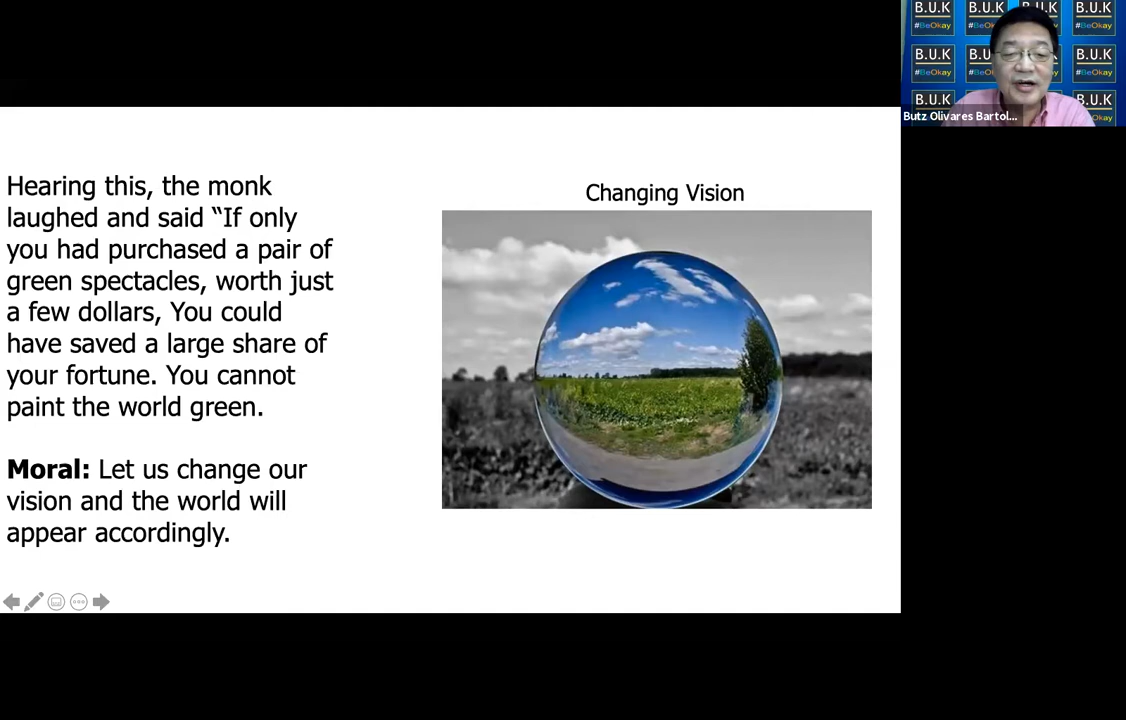 Hearing this, the monk
laughed and said “If only
you had purchased a pair of
green spectacles, worth just
a few dollars, You could
have saved a large share of
your fortune. You cannot
paint the world green.
Moral: Let us change our
vision and the world will
appear accordingly.
Changing Vision
B.U.K B.U.K B.U.K B.U.K
#BeOkay #BeOkay
B.U.K B.U B.U.K
#BeOkay #BeOkay
B.U.K B.U.K
Okay
Butz Olivares Bartol...